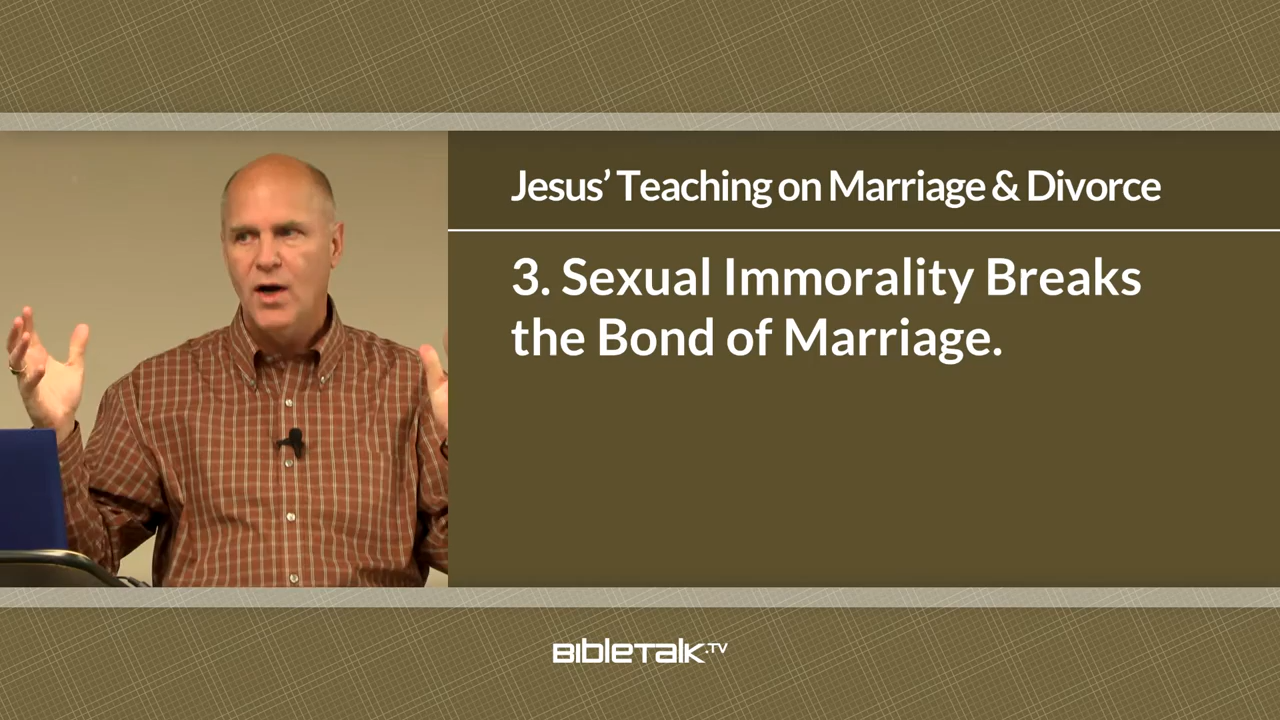 Jesus’ Teaching on Marriage & Divorce
3. Sexual Immorality Breaks
the Bond of Marriage.
BIBLETALK.TV